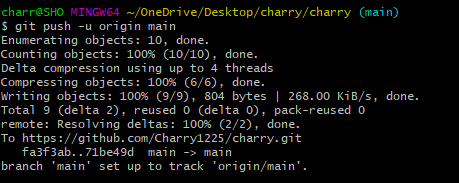 charr@SHO MINGW64 ~/OneDrive/Desktop/charry/charry (main)
$ git push -u origin main
Enumerating objects: 10, done.
Counting objects: 100% (10/10), done.
Delta compression using up to 4 threads
Compressing objects: 100% (6/6), done.
Writing objects: 100% (9/9), 804 bytes | 268.00 KiB/s, done.
Total 9 (delta 2), reused 0 (delta 0), pack-reused 0
remote: Resolving deltas: 100% (2/2), done.
To https://github.com/Charry1225/charry.git
   fa3f3ab..71be49d  main -> main
branch 'main' set up to track 'origin/main'.